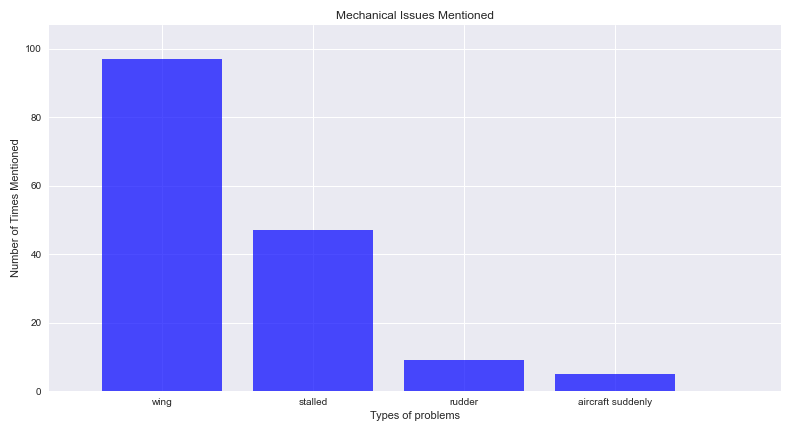 Mechanical Issues Mentioned
Number of Times Mentioned
100
80
60
40
20
0
wing stalled rudder aircraft suddenly
Types of problems